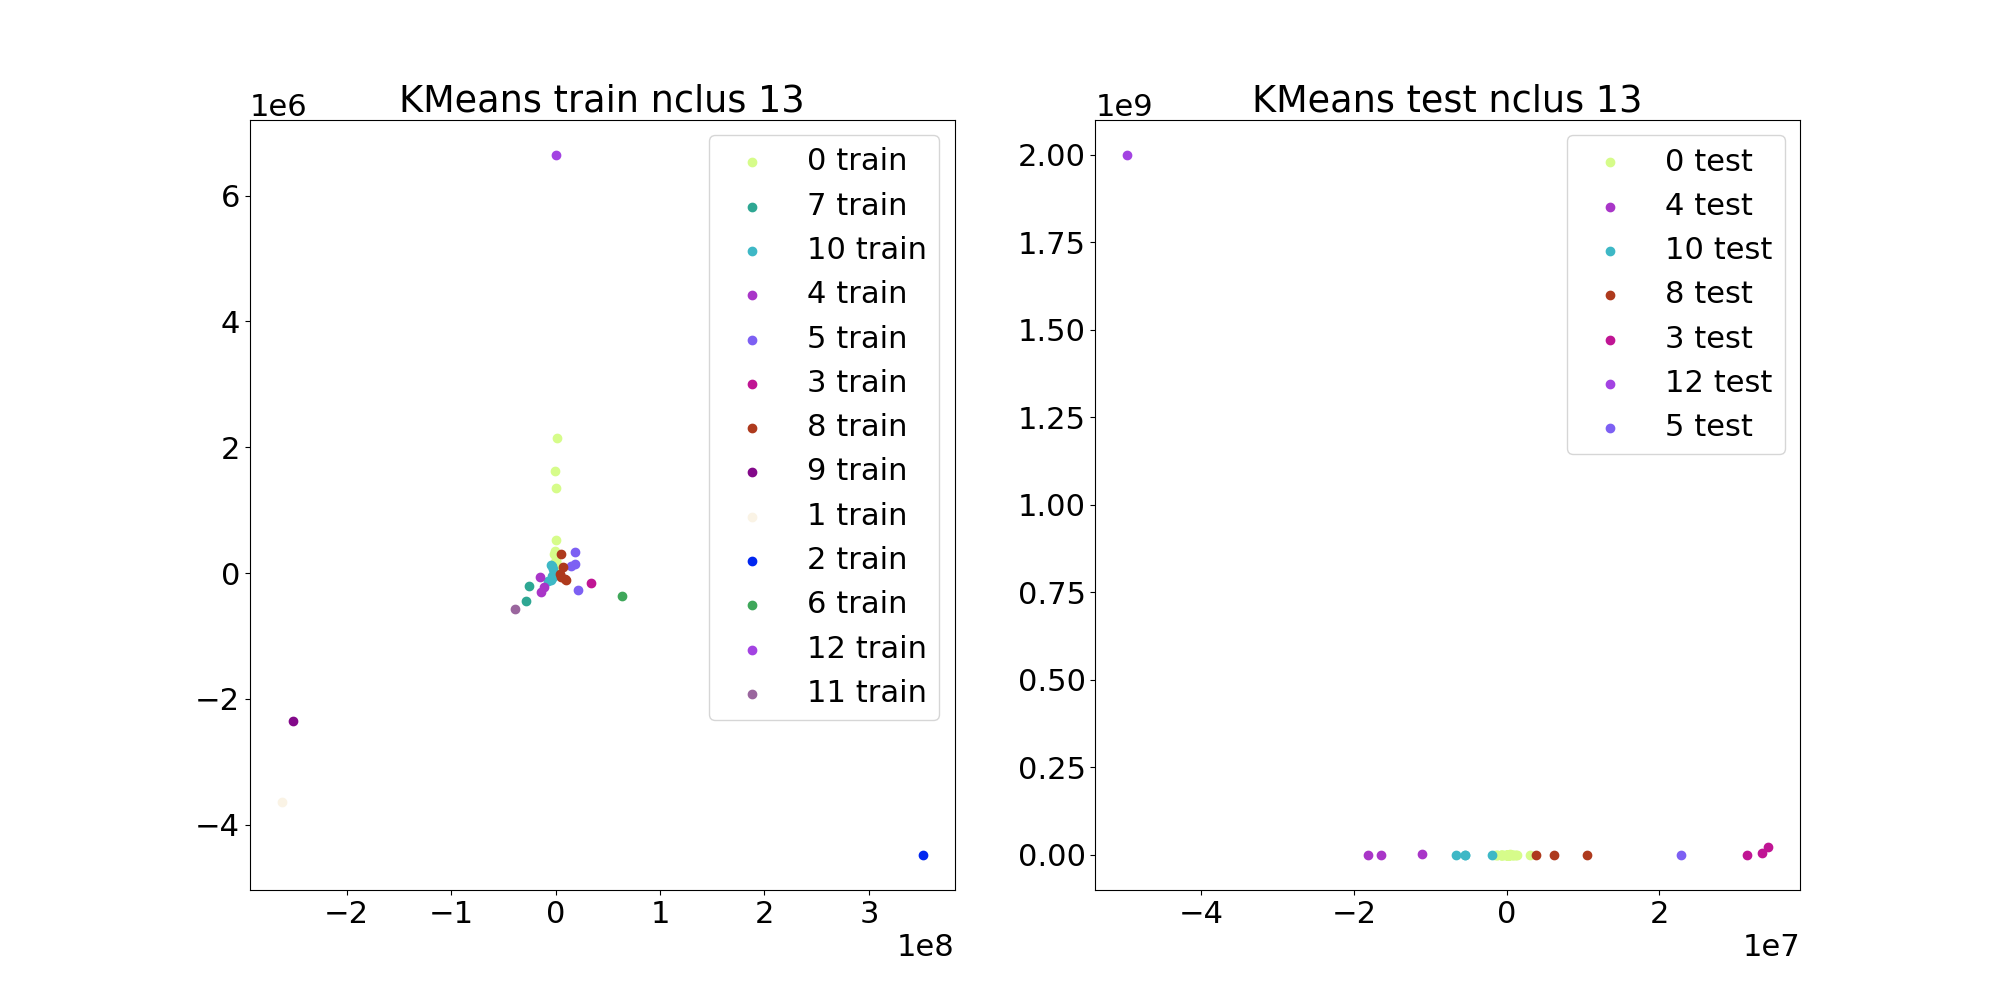 KMeans train nclus 13
1e6
6
4
2
0
−2
−4
−2
−1
0
1
2
3
1e8
0 train
7 train
10 train
4 train
5 train
3 train
8 train
9 train
1 train
2 train
6 train
12 train
11 train
KMeans test nclus 13
1e9
2.00
1.75
1.50
1.25
1.00
0.75
0.50
0.25
0.00
−4
−2
0
2
1e7
0 test
4 test
10 test
8 test
3 test
12 test
5 test